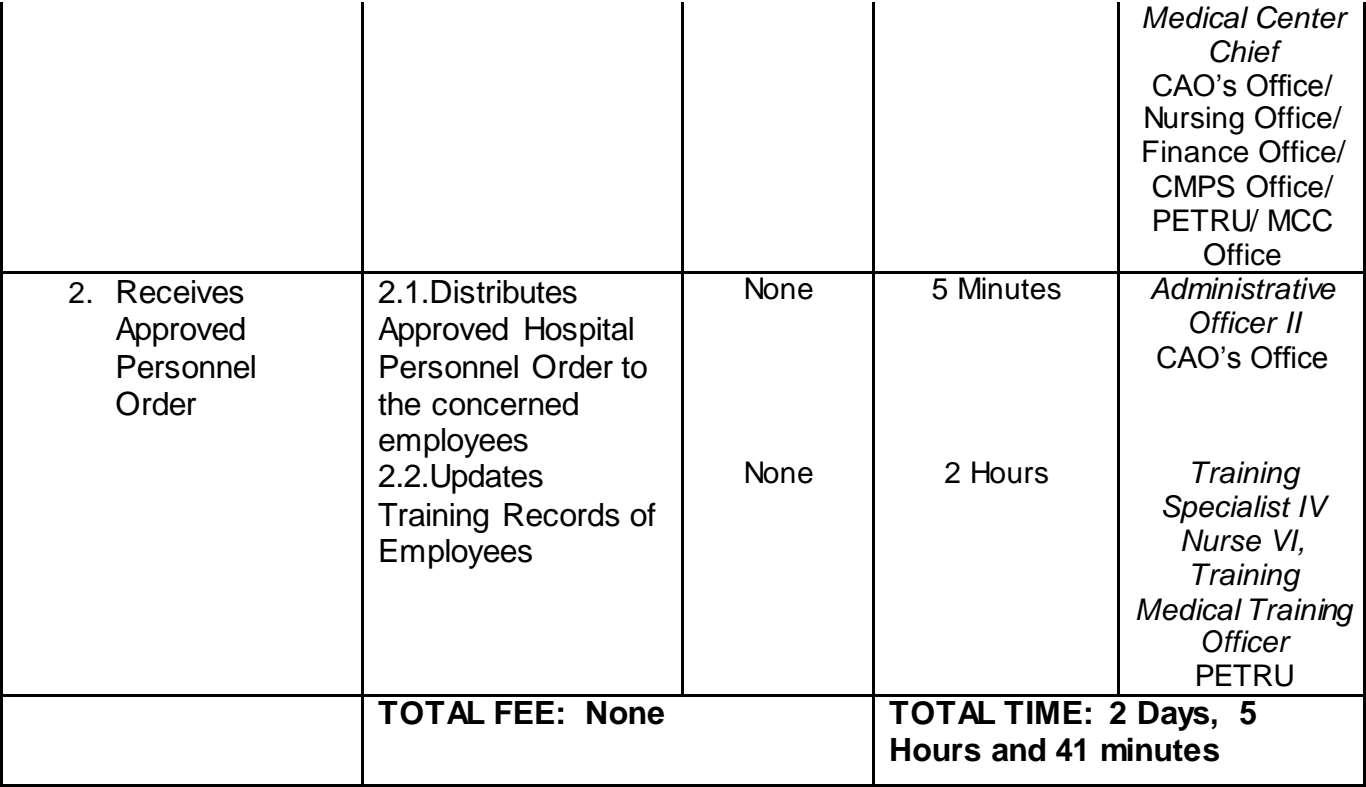 Medical Center
Chief
CAO’s Office/
Nursing Office/
Finance Office/
CMPS Office/
PETRU/ MCC
Office
2. Receives
Approved
Personnel
Order
2.1.Distributes
Approved Hospital
Personnel Order to
the concerned
employees
None
5 Minutes
Administrative
Officer II
CAO’s Office
2.2.Updates
Training Records of
Employees
None
2 Hours
Training
Specialist IV
Nurse VI,
Training
Medical Training
Officer
PETRU
TOTAL FEE: None
TOTAL TIME: 2 Days, 5
Hours and 41 minutes